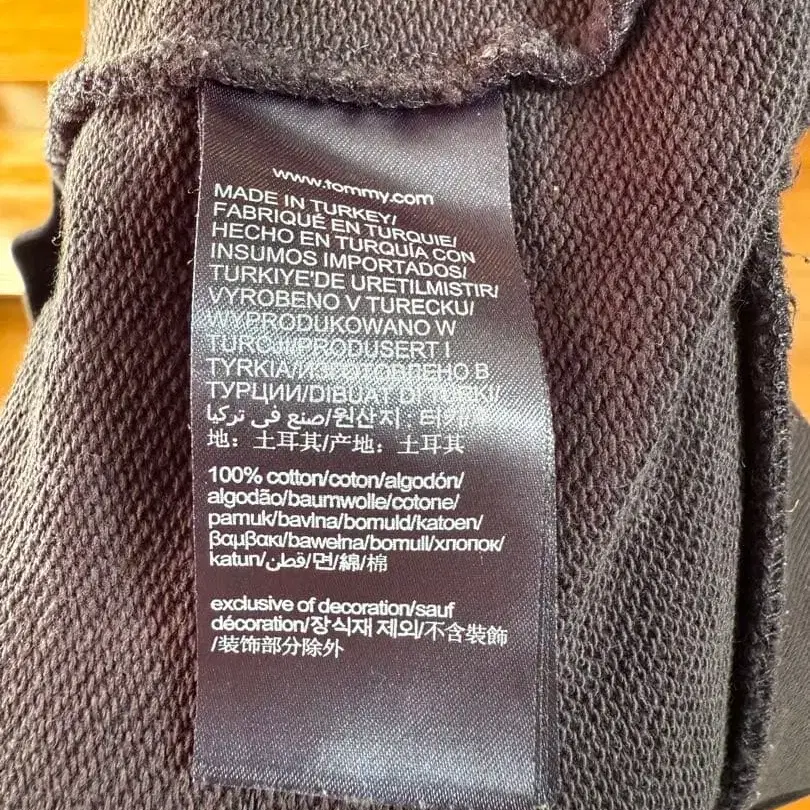 www.tommy.com
MADE IN TURKEY/
FABRIQUÉ EN TURQUIE/
HECHO EN TURQUÍA CON
INSUMOS IMPORTADOS/
TURKIYE'DE URETILMISTIR/
VYROBENO V TURECKU/
WYPRODUKOWANO W
TURCJI/PRODUSERT I
TYRKIA/ИЗГОТОВЛЕНО В
ТУРЦИИ/DIBUAT DI TURKI/
صنع في تركيا/원산지 : 터키/產
地：土耳其/产地：土耳其
100% cotton/coton/algodón/
algodão/baumwolle/cotone/
pamuk/bavlna/bomuld/katoen/
βαμβακι/bawełna/bomull/хлопок/
katun/قطن/면/綿/棉
exclusive of decoration/sauf
décoration/장식재 제외/不含裝飾
/装饰部分除外